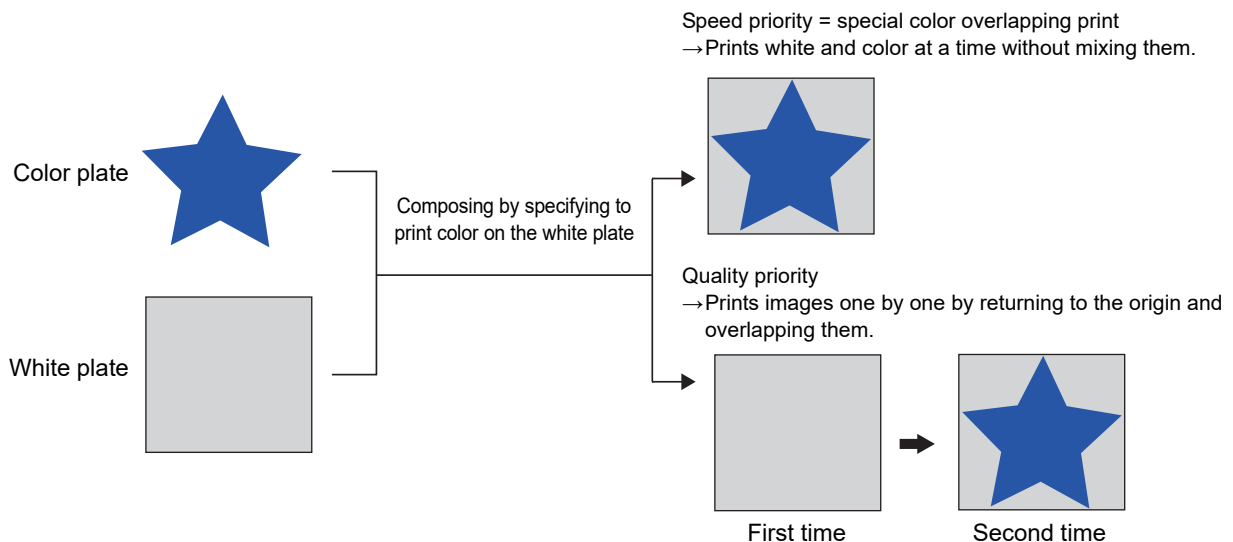 Speed priority = special color overlapping print
→Prints white and color at a time without mixing them.
Color plate
Composing by specifying to
print color on the white plate
Quality priority
→Prints images one by one by returning to the origin and
overlapping them.
White plate
First time
Second time